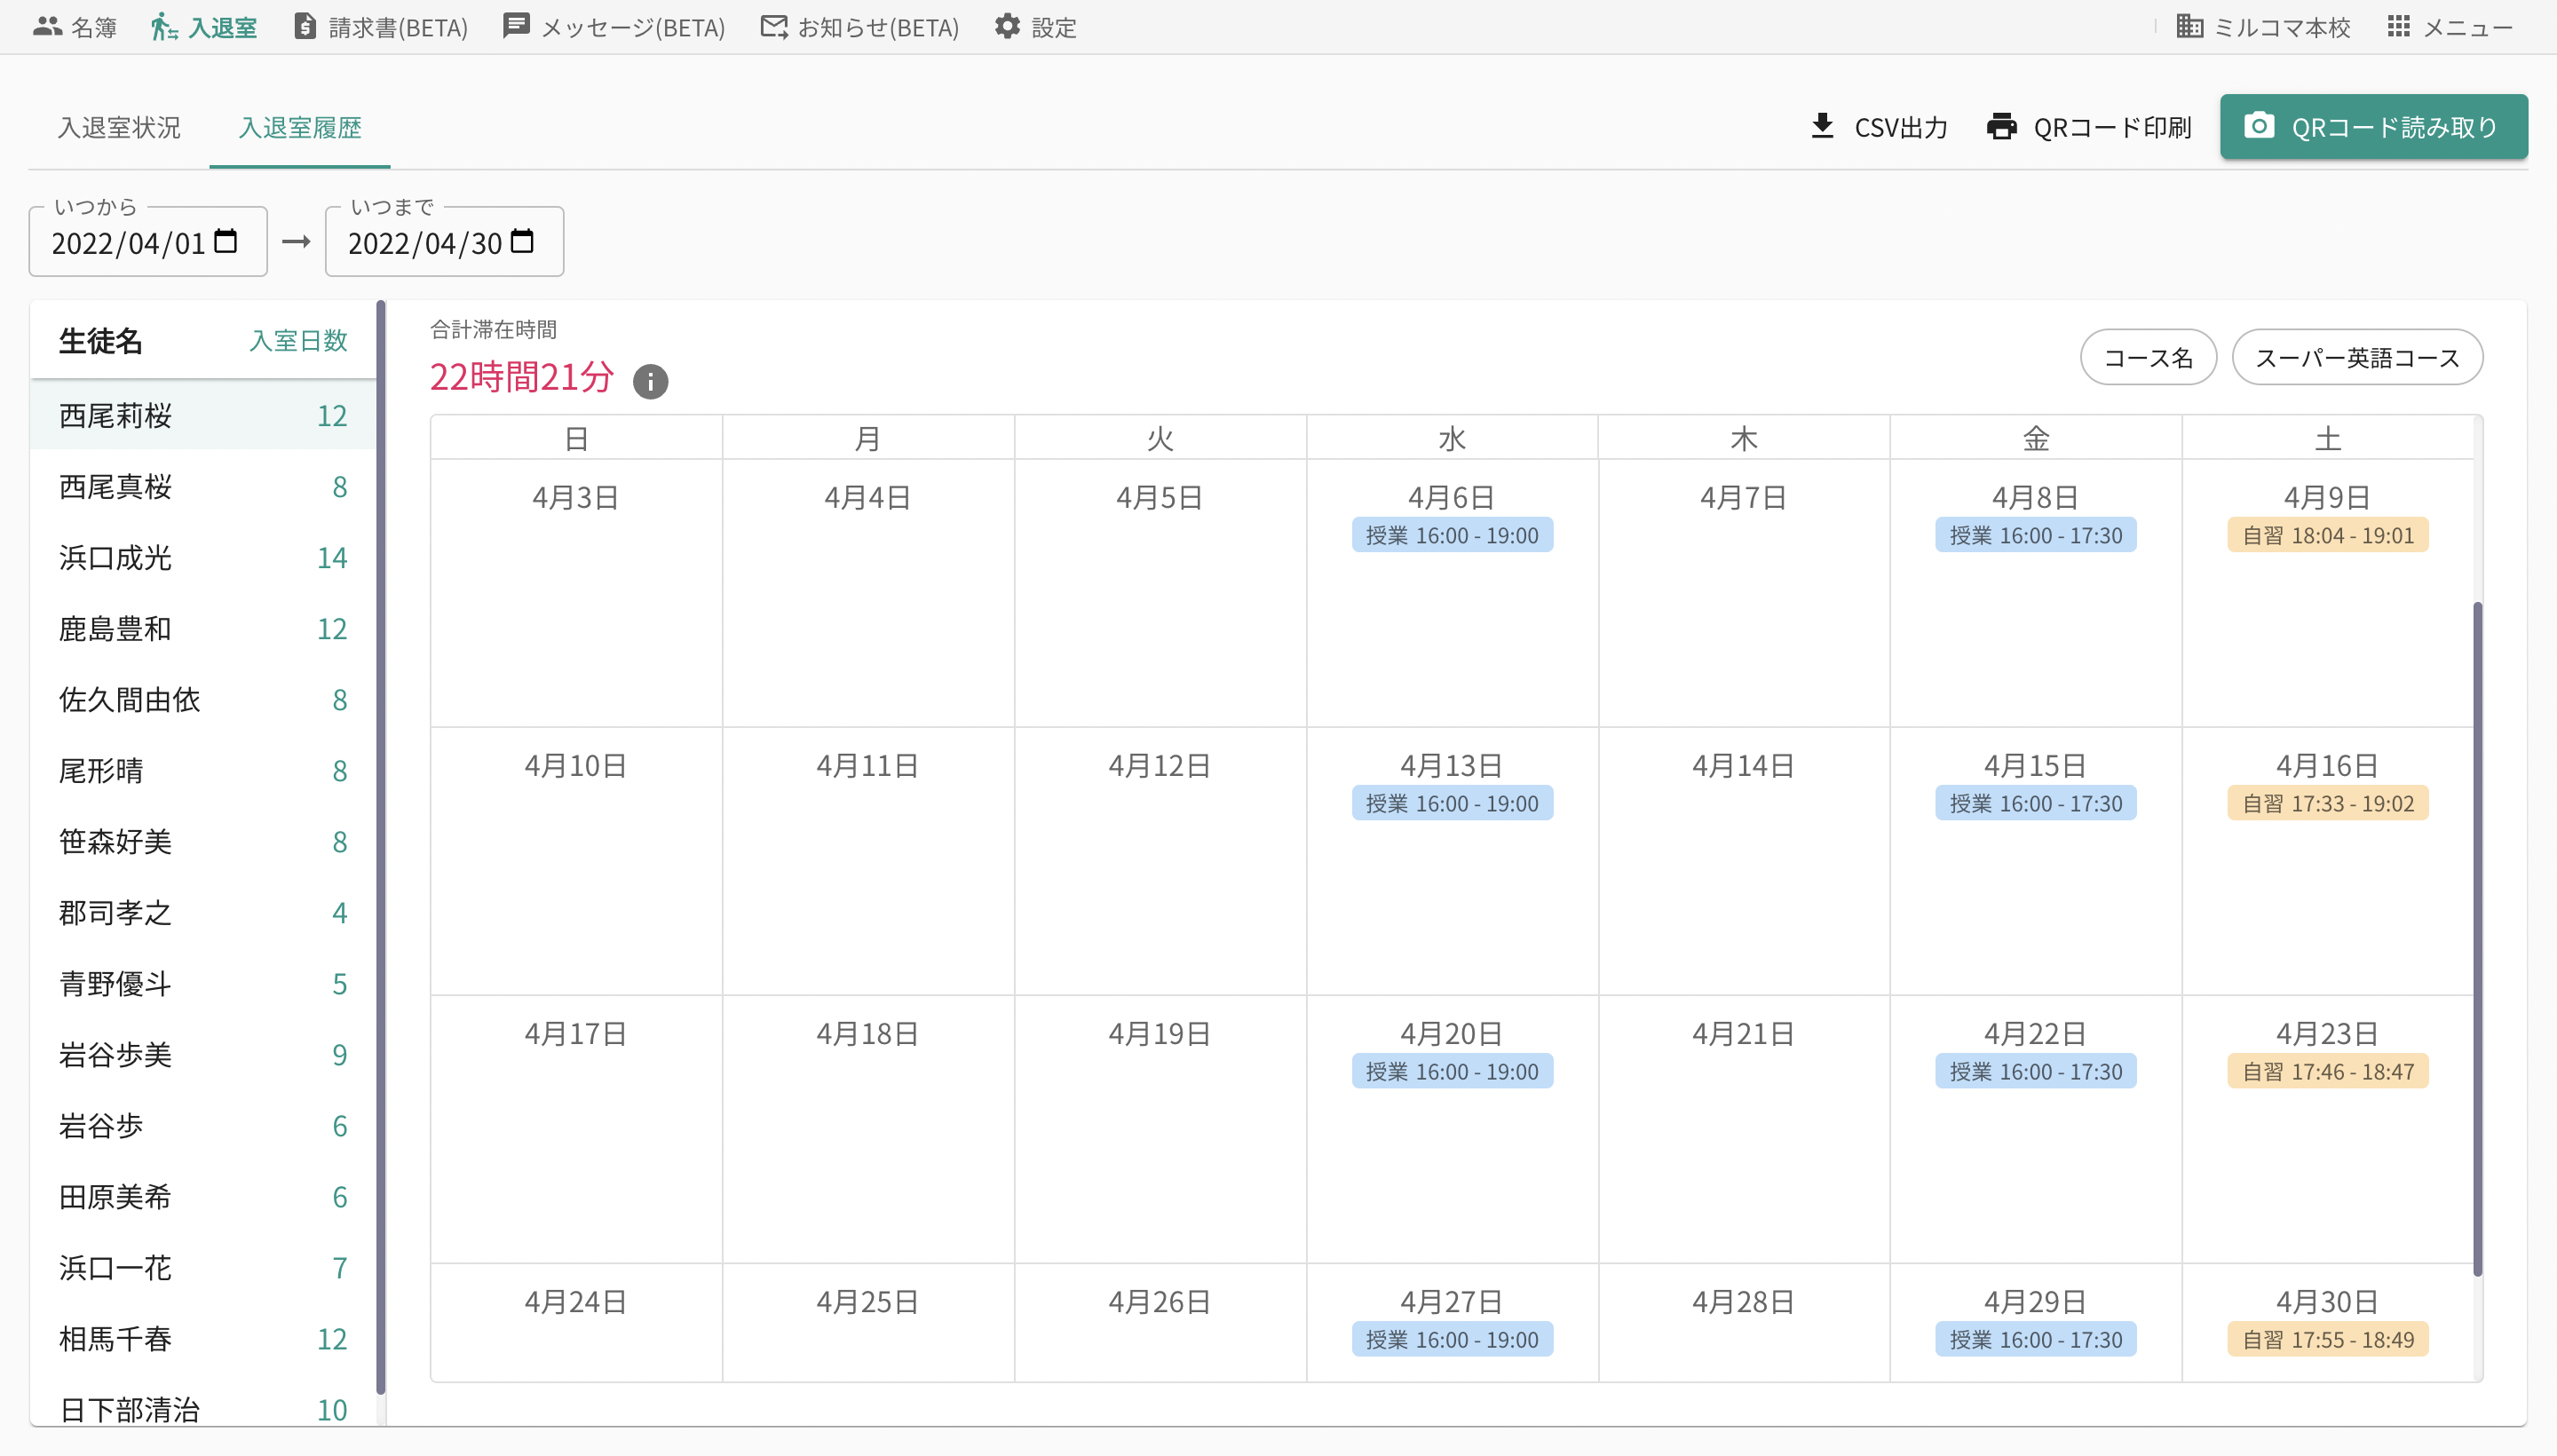 名簿 入退室 請求書(BETA) メッセージ(BETA) お知らせ(BETA) 設定 ミルコマ本校 メニュー
入退室状況 入退室履歴 CSV出力 QRコード印刷 QRコード読み取り
いつから いつまで
2022/04/01 → 2022/04/30
生徒名 入室日数
西尾莉桜 12
西尾真桜 8
浜口成光 14
鹿島豊和 12
佐久間由依 8
尾形晴 8
笹森好美 8
郡司孝之 4
青野優斗 5
岩谷歩美 9
岩谷歩 6
田原美希 6
浜口一花 7
相馬千春 12
日下部清治 10
合計滞在時間
22時間21分
コース名 スーパー英語コース
日 月 火 水 木 金 土
4月3日 4月4日 4月5日 4月6日 4月7日 4月8日 4月9日
授業 16:00 - 19:00 授業 16:00 - 17:30 自習 18:04 - 19:01
4月10日 4月11日 4月12日 4月13日 4月14日 4月15日 4月16日
授業 16:00 - 19:00 授業 16:00 - 17:30 自習 17:33 - 19:02
4月17日 4月18日 4月19日 4月20日 4月21日 4月22日 4月23日
授業 16:00 - 19:00 授業 16:00 - 17:30 自習 17:46 - 18:47
4月24日 4月25日 4月26日 4月27日 4月28日 4月29日 4月30日
授業 16:00 - 19:00 授業 16:00 - 17:30 自習 17:55 - 18:49